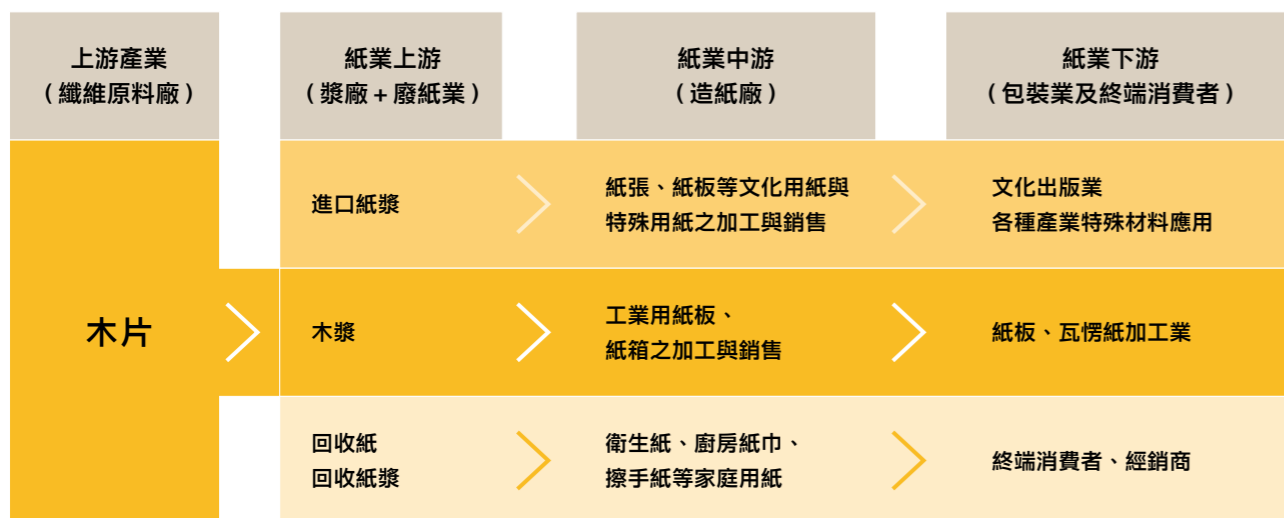 上游產業
（纖維原料廠）
紙業上游
（漿廠 + 廢紙業）
紙業中游
（造紙廠）
紙業下游
（包裝業及終端消費者）
木片
進口紙漿
紙張、紙板等文化用紙與
特殊用紙之加工與銷售
文化出版業
各種產業特殊材料應用
木漿
工業用紙板、
紙箱之加工與銷售
紙板、瓦愣紙加工業
回收紙
回收紙漿
衛生紙、廚房紙巾、
擦手紙等家庭用紙
終端消費者、經銷商